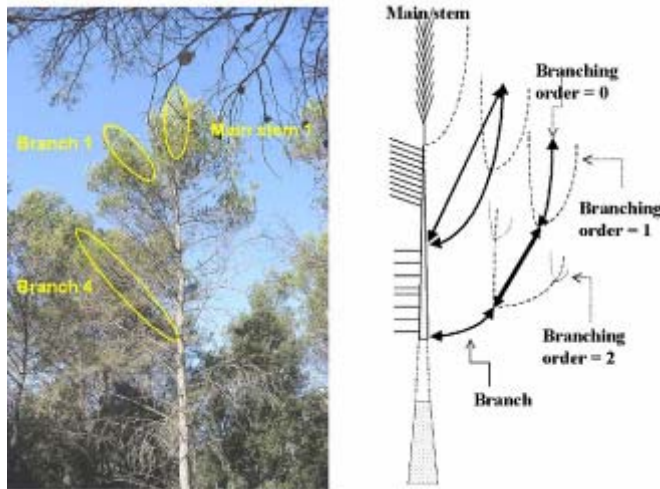 Branch 1
Main stem 1
Branch 4
Main stem
Branching
order = 0
Branching
order = 1
Branching
order = 2
Branch